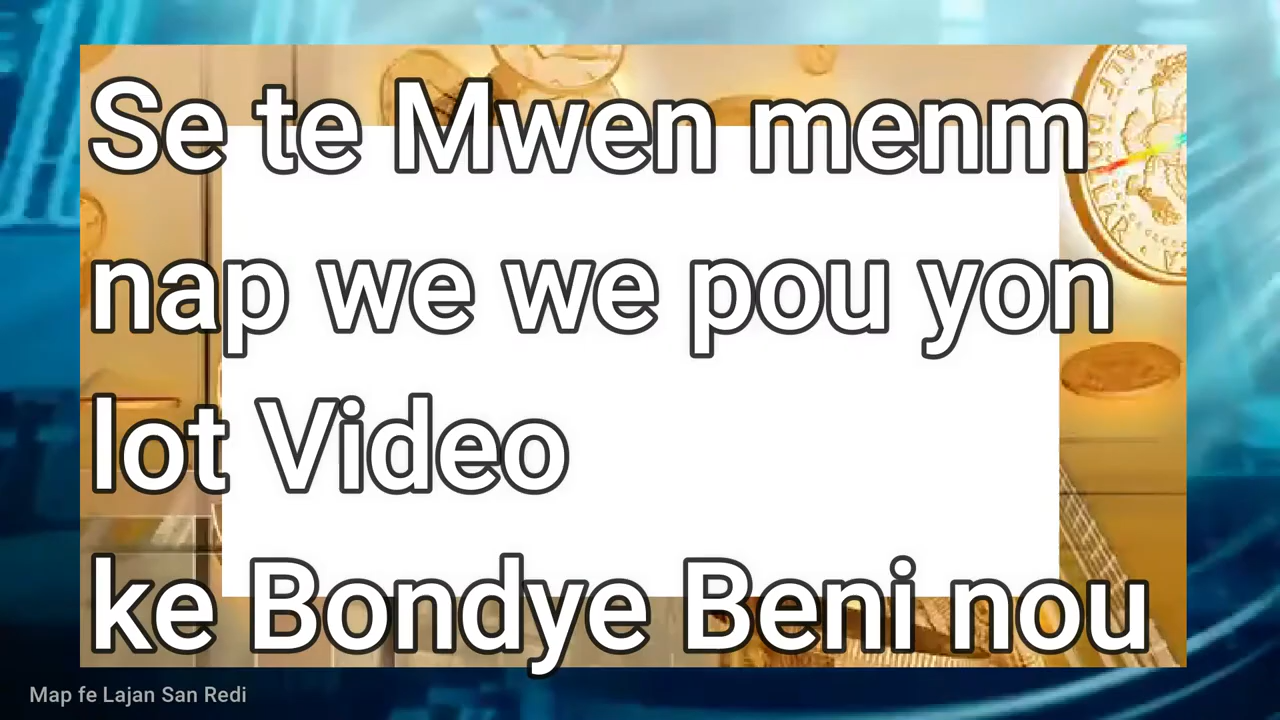 Se te Mwen menm
nap we we pou yon
lot Video
ke Bondye Beni nou
Map fe Lajan San Redi